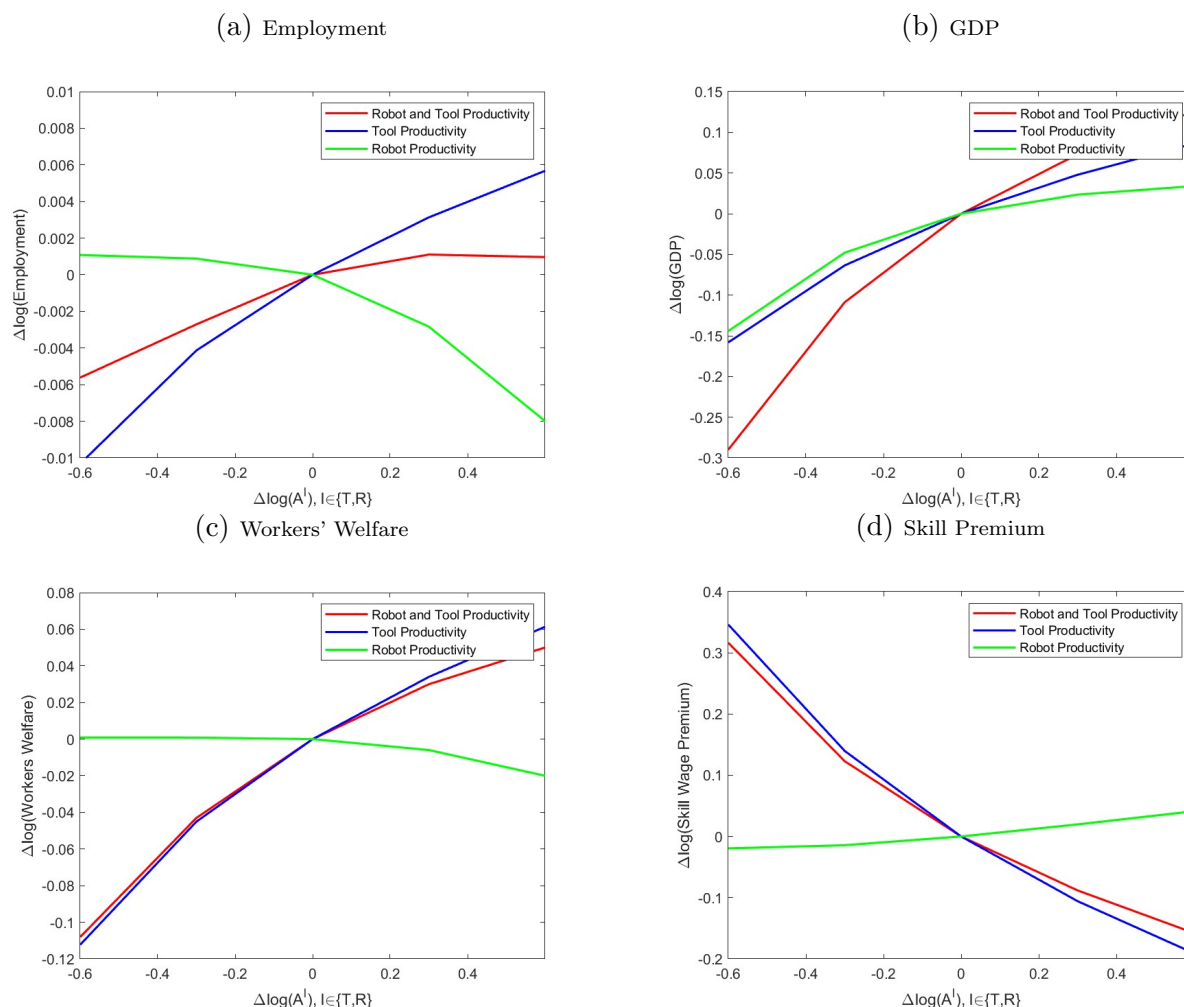 (a) Employment
0.01
0.008
0.006
0.004
0.002
0
-0.002
-0.004
-0.006
-0.008
-0.01
Δlog(Employment)
Robot and Tool Productivity
Tool Productivity
Robot Productivity
-0.6 -0.4 -0.2 0 0.2 0.4
Δlog(A^I), I∈{T,R}
(b) GDP
0.15
0.1
0.05
0
-0.05
-0.1
-0.15
-0.2
-0.25
-0.3
Δlog(GDP)
Robot and Tool Productivity
Tool Productivity
Robot Productivity
-0.6 -0.4 -0.2 0 0.2 0.4
Δlog(A^I), I∈{T,R}
(c) Workers' Welfare
0.08
0.06
0.04
0.02
0
-0.02
-0.04
-0.06
-0.08
-0.1
-0.12
Δlog(Workers Welfare)
Robot and Tool Productivity
Tool Productivity
Robot Productivity
-0.6 -0.4 -0.2 0 0.2 0.4
Δlog(A^I), I∈{T,R}
(d) Skill Premium
0.4
0.3
0.2
0.1
0
-0.1
-0.2
Δlog(Skill Wage Premium)
Robot and Tool Productivity
Tool Productivity
Robot Productivity
-0.6 -0.4 -0.2 0 0.2 0.4
Δlog(A^I), I∈{T,R}